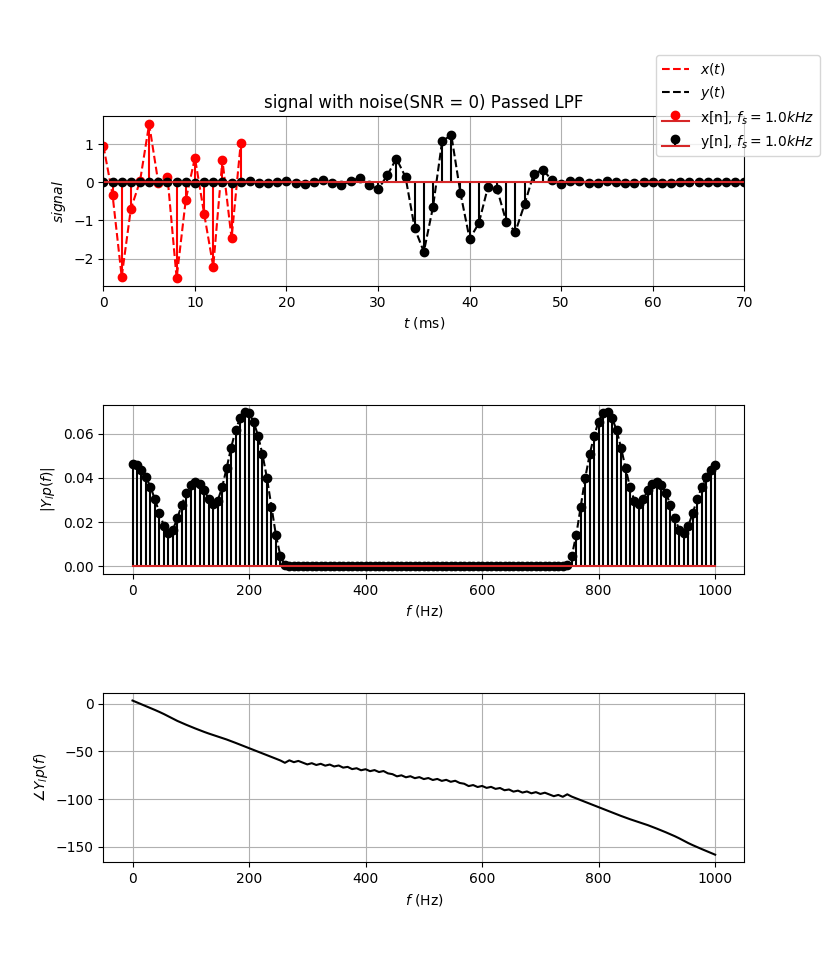 signal with noise(SNR = 0) Passed LPF
x(t)
y(t)
x[n], f_s = 1.0kHz
y[n], f_s = 1.0kHz
signal
1
0
−1
−2
0 10 20 30 40 50 60 70
t (ms)
|Y_lp(f)|
0.06
0.04
0.02
0.00
0 200 400 600 800 1000
f (Hz)
∠Y_lp(f)
0
−50
−100
−150
0 200 400 600 800 1000
f (Hz)